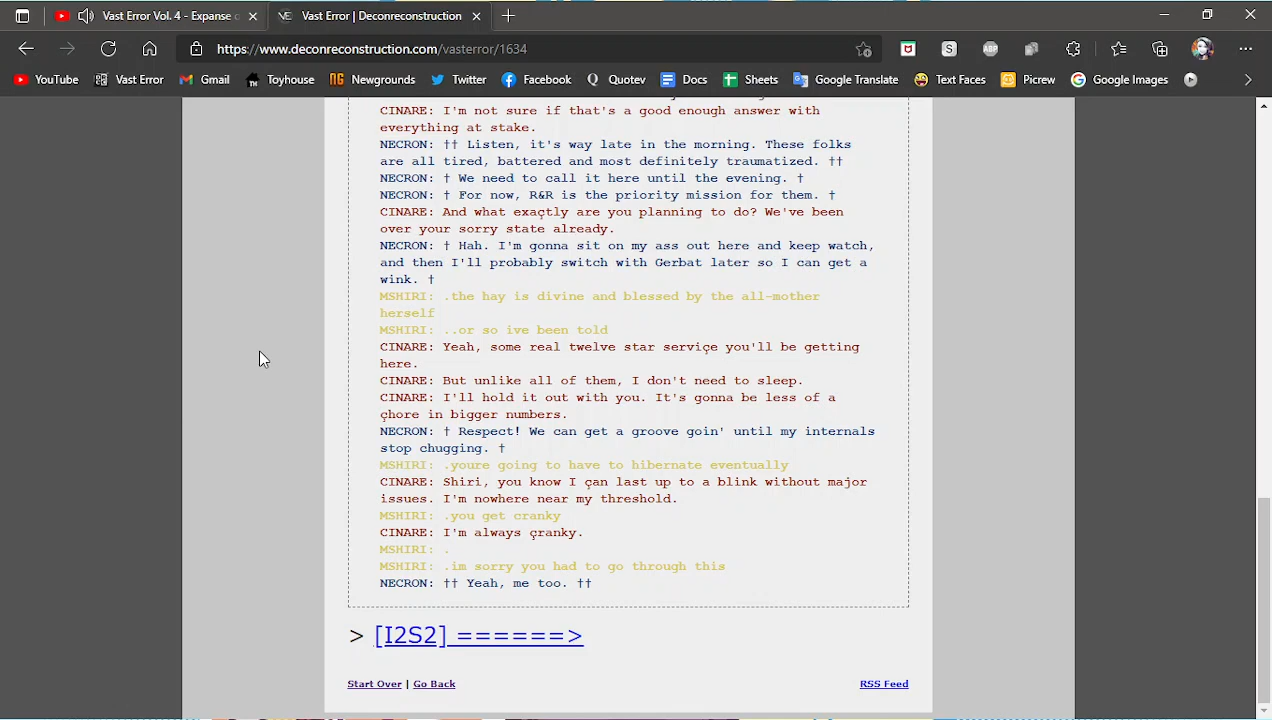 Vast Error Vol. 4 - Expanse o
Vast Error | Deconreconstruction
https://www.deconreconstruction.com/vasterror/1634
YouTube
Vast Error
Gmail
Toyhouse
Newgrounds
Twitter
Facebook
Quotev
Docs
Sheets
Google Translate
Text Faces
Picrew
Google Images
CINARE: I'm not sure if that's a good enough answer with
everything at stake.
NECRON: †† Listen, it's way late in the morning. These folks
are all tired, battered and most definitely traumatized. ††
NECRON: † We need to call it here until the evening. †
NECRON: † For now, R&R is the priority mission for them. †
CINARE: And what exaçtly are you planning to do? We've been
over your sorry state already.
NECRON: † Hah. I'm gonna sit on my ass out here and keep watch,
and then I'll probably switch with Gerbat later so I can get a
wink. †
MSHIRI: .the hay is divine and blessed by the all-mother
herself
MSHIRI: ..or so ive been told
CINARE: Yeah, some real twelve star serviçe you'll be getting
here.
CINARE: But unlike all of them, I don't need to sleep.
CINARE: I'll hold it out with you. It's gonna be less of a
çhore in bigger numbers.
NECRON: † Respect! We can get a groove goin' until my internals
stop chugging. †
MSHIRI: .youre going to have to hibernate eventually
CINARE: Shiri, you know I çan last up to a blink without major
issues. I'm nowhere near my threshold.
MSHIRI: .you get cranky
CINARE: I'm always çranky.
MSHIRI: .
MSHIRI: .im sorry you had to go through this
NECRON: †† Yeah, me too. ††
> [I2S2] ======>
Start Over | Go Back
RSS Feed